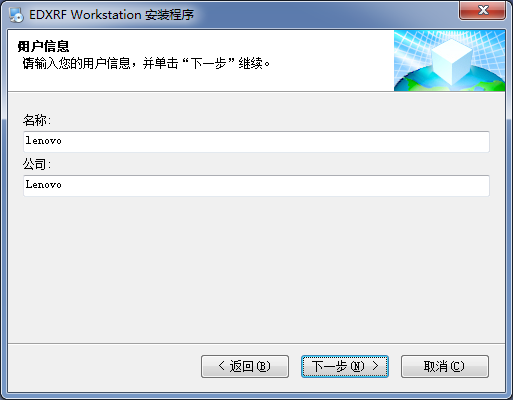 EDXRF Workstation 安装程序
用户信息
请输入您的用户信息，并单击“下一步”继续。
名称:
lenovo
公司:
Lenovo
< 返回(B)
下一步(N) >
取消(C)